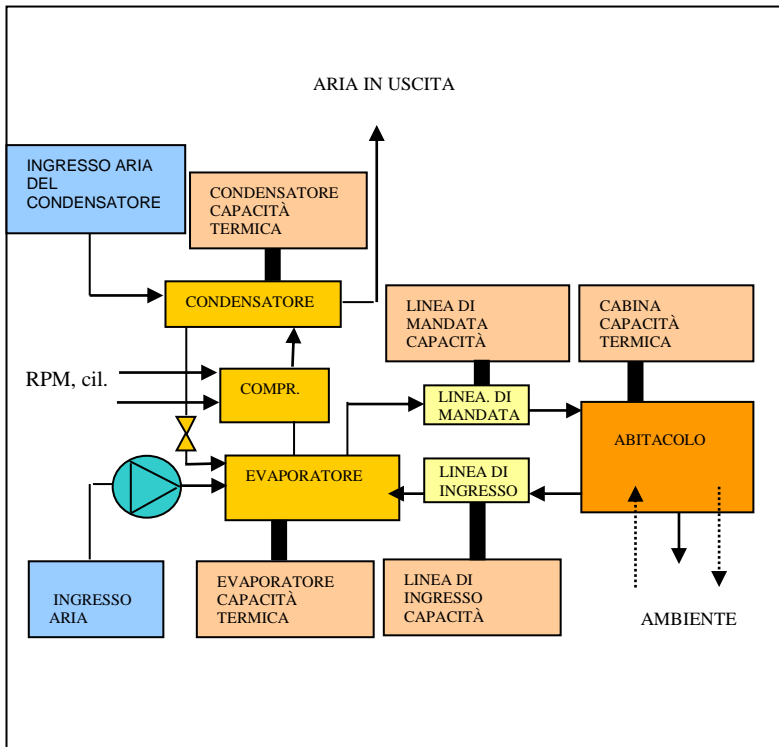 ARIA IN USCITA
INGRESSO ARIA
DEL
CONDENSATORE
CONDENSATORE
CAPACITÀ
TERMICA
CONDENSATORE
LINEA DI
MANDATA
CAPACITÀ
CABINA
CAPACITÀ
TERMICA
RPM, cil.
COMPR.
LINEA. DI
MANDATA
ABITACOLO
EVAPORATORE
LINEA DI
INGRESSO
INGRESSO
ARIA
EVAPORATORE
CAPACITÀ
TERMICA
LINEA DI
INGRESSO
CAPACITÀ
AMBIENTE